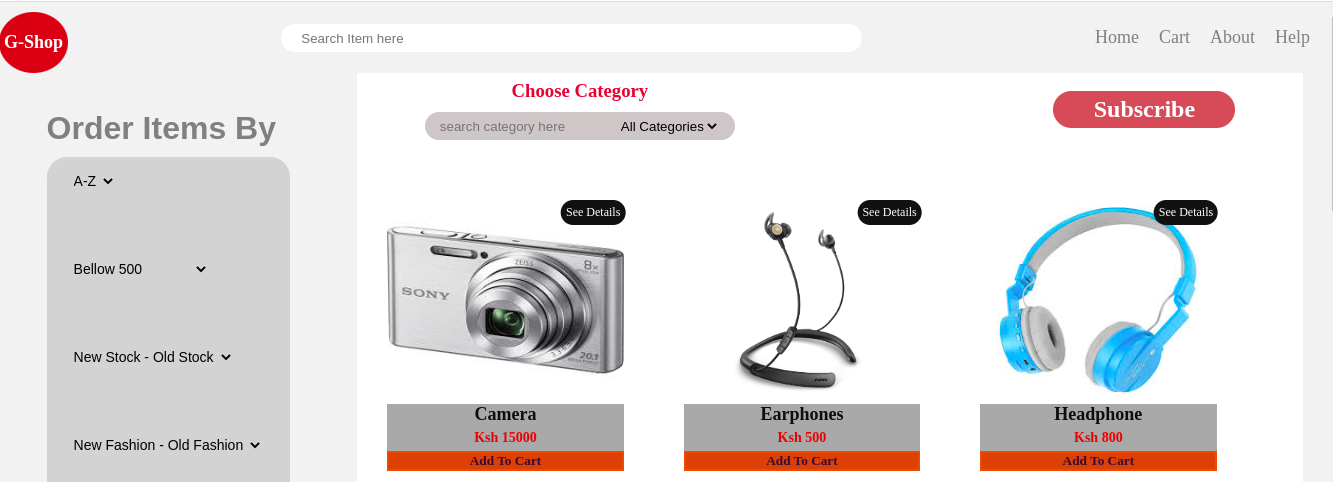 G-Shop
Search Item here
Home Cart About Help
Order Items By
A-Z
Bellow 500
New Stock - Old Stock
New Fashion - Old Fashion
Choose Category
search category here All Categories
Subscribe
See Details
SONY
ZEISS
8x
20.1
Camera
Ksh 15000
Add To Cart
See Details
Earphones
Ksh 500
Add To Cart
See Details
Headphone
Ksh 800
Add To Cart